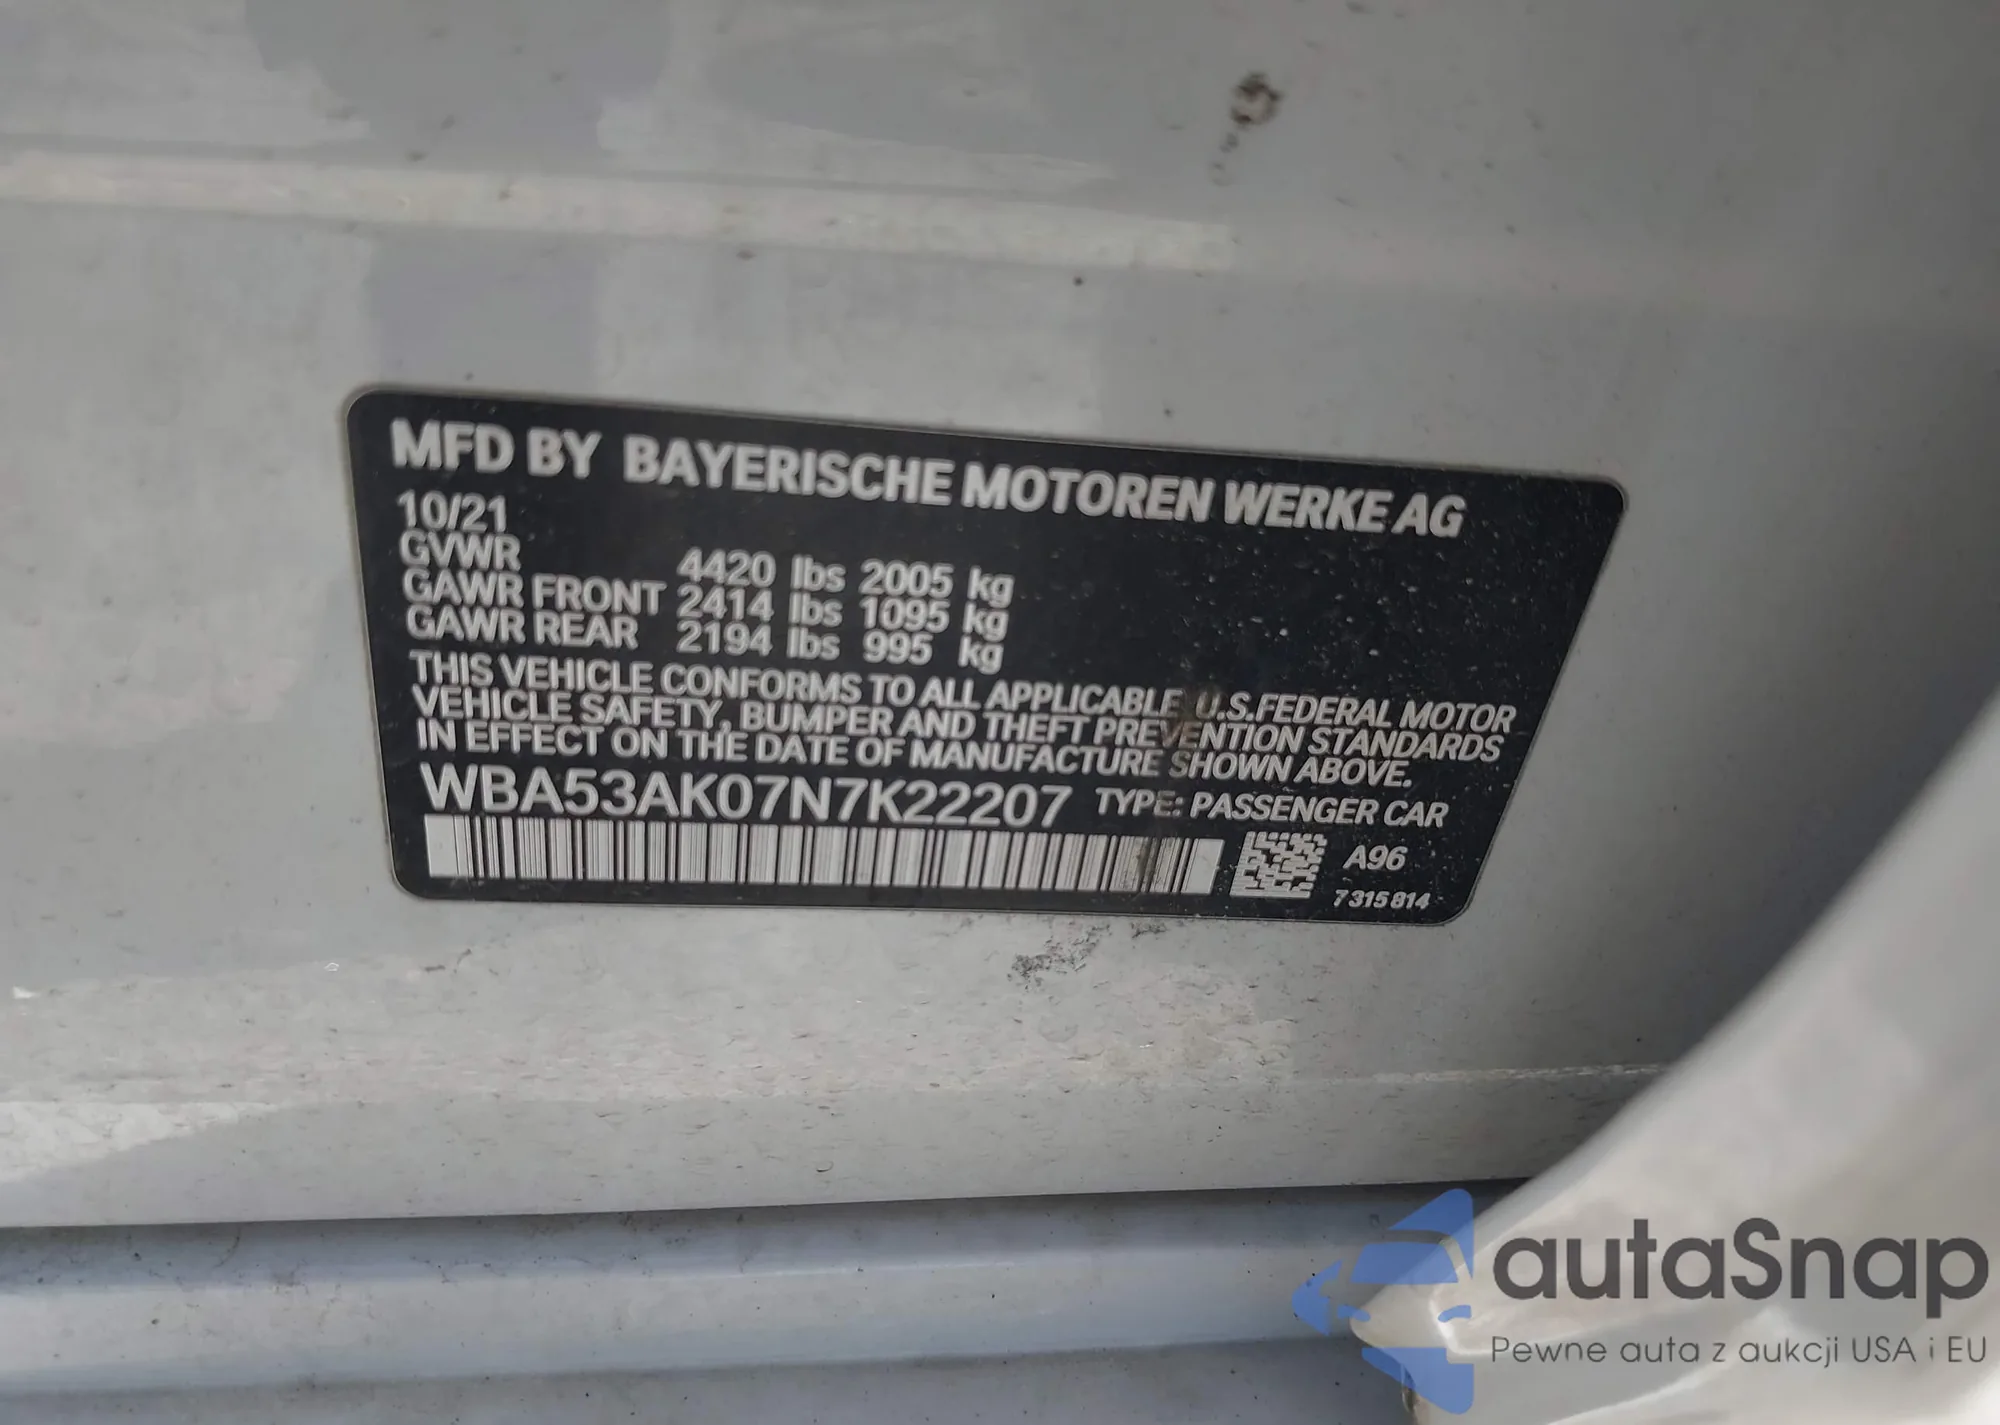 MFD BY BAYERISCHE MOTOREN WERKE AG
10/21
GVWR 4420 lbs 2005 kg
GAWR FRONT 2414 lbs 1095 kg
GAWR REAR 2194 lbs 995 kg
THIS VEHICLE CONFORMS TO ALL APPLICABLE U.S.FEDERAL MOTOR
VEHICLE SAFETY, BUMPER AND THEFT PREVENTION STANDARDS
IN EFFECT ON THE DATE OF MANUFACTURE SHOWN ABOVE.
WBA53AK07N7K22207 TYPE: PASSENGER CAR
A96
7 315 814
autaSnap
Pewne auta z aukcji USA i EU